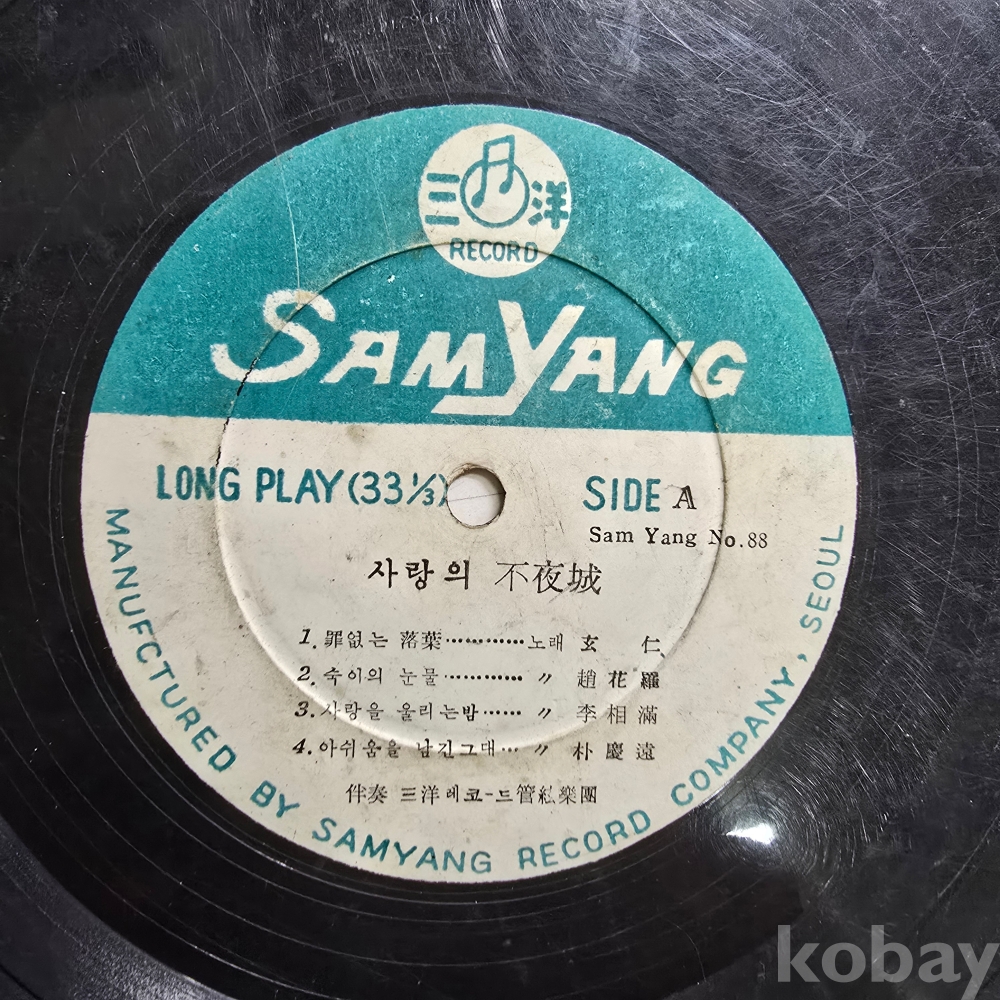 三洋
RECORD
SAMYANG
LONG PLAY (33⅓)
SIDE A
Sam Yang No.88
사랑의 不夜城
1. 罪없는 落葉············노래 玄 仁
2. 숙이의 눈물············ 〃 趙花羅
3. 사랑을 울리는밤······ 〃 李相滿
4. 아쉬움을 남긴그대··· 〃 朴慶遠
伴奏 三洋레코-드管絃樂團
MANUFCTURED BY SAMYANG RECORD COMPANY, SEOUL
kobay